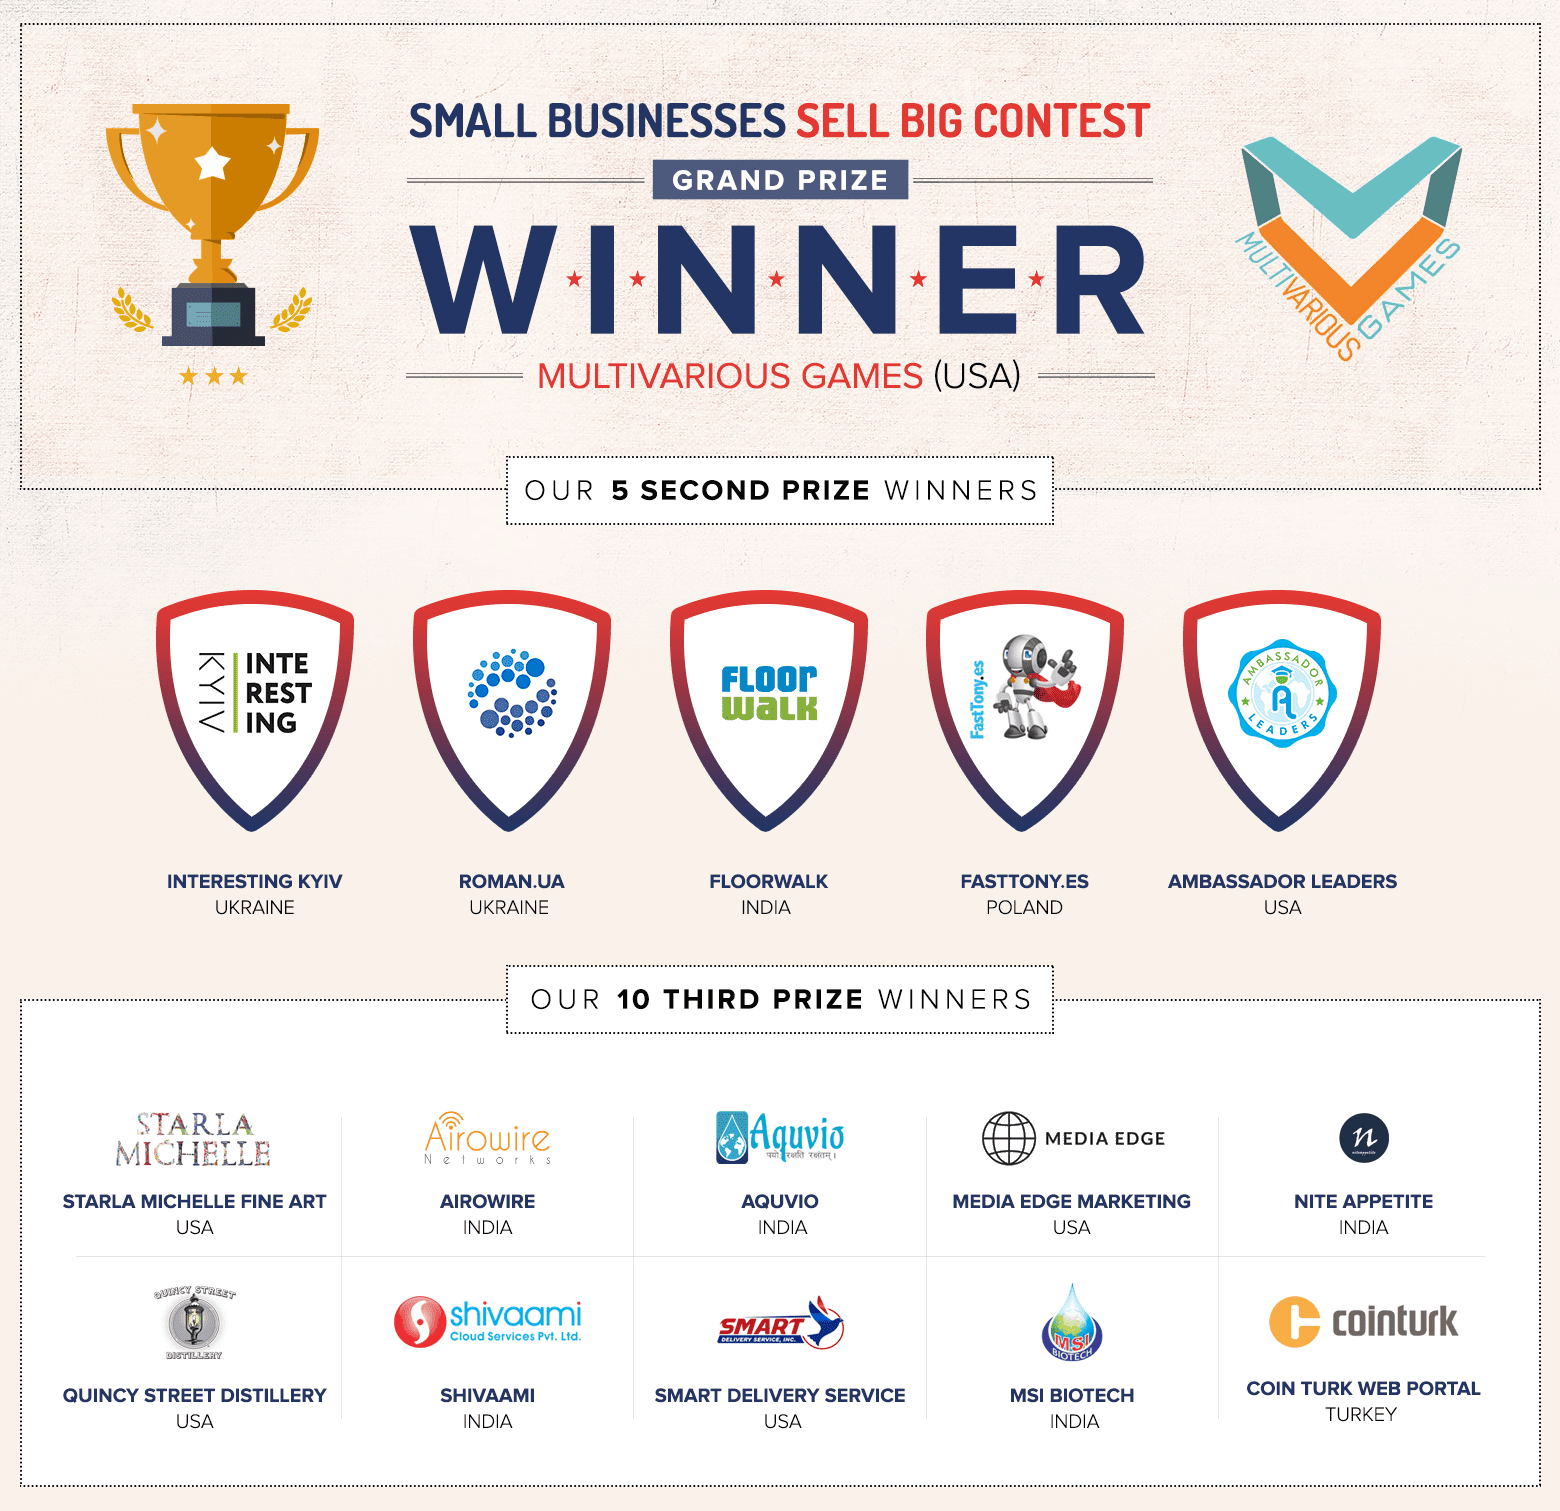 SMALL BUSINESSES SELL BIG CONTEST
GRAND PRIZE
WINNER
MULTIVARIOUS GAMES (USA)
MULTIVARIOUS GAMES
OUR 5 SECOND PRIZE WINNERS
KYIV
INTE
REST
ING
FLOOR
WALK
FastTony.es
AMBASSADOR
LEADERS
INTERESTING KYIV
ROMAN.UA
FLOORWALK
FASTTONY.ES
AMBASSADOR LEADERS
UKRAINE
UKRAINE
INDIA
POLAND
USA
OUR 10 THIRD PRIZE WINNERS
STARLA
MICHELLE
Airowire
Networks
Aquvio
MEDIA EDGE
n
STARLA MICHELLE FINE ART
AIROWIRE
AQUVIO
MEDIA EDGE MARKETING
NITE APPETITE
USA
INDIA
INDIA
USA
INDIA
QUINCY STREET
DISTILLERY
shivaami
Cloud Services Pvt. Ltd.
SMART
DELIVERY SERVICE, INC.
MSI
BIOTECH
cointurk
QUINCY STREET DISTILLERY
SHIVAAMI
SMART DELIVERY SERVICE
MSI BIOTECH
COIN TURK WEB PORTAL
USA
INDIA
USA
INDIA
TURKEY